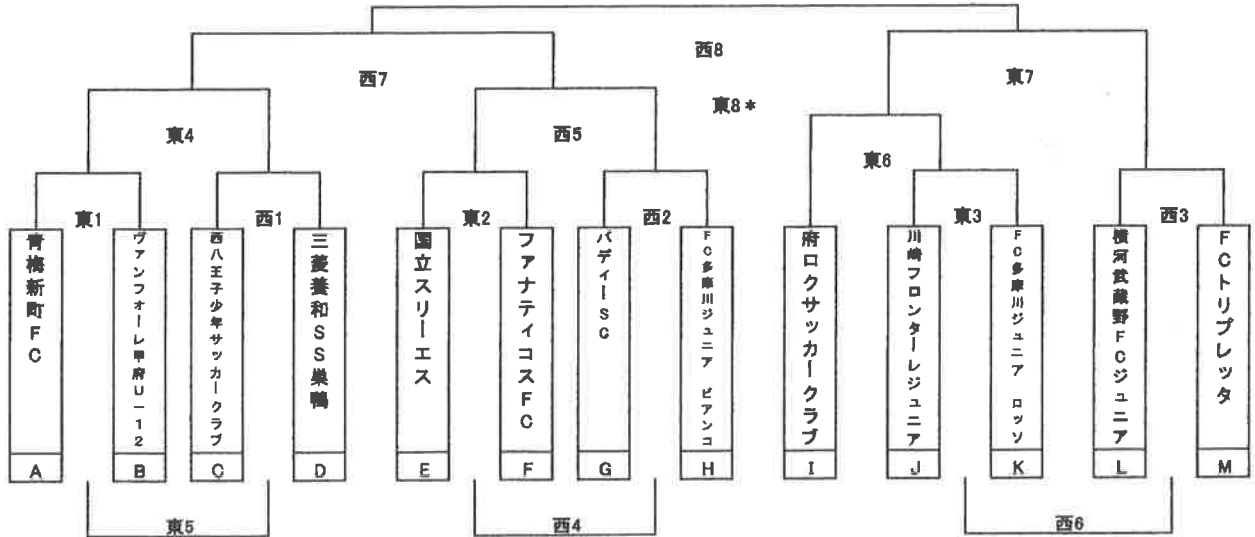 西8
西7
東7
東8*
東4
西5
東6
東1
西1
東2
西2
東3
西3
青梅新町FC
ヴァンフォーレ甲府U-12
西八王子少年サッカークラブ
三菱養和SS巣鴨
国立スリーエス
ファナティコスFC
バディーSC
FC多摩川ジュニア ビアンコ
府ロクサッカークラブ
川崎フロンターレジュニア
FC多摩川ジュニア ロッソ
横河武蔵野FCジュニア
FCトリプレッタ
A B C D E F G H I J K L M
東5
西4
西6